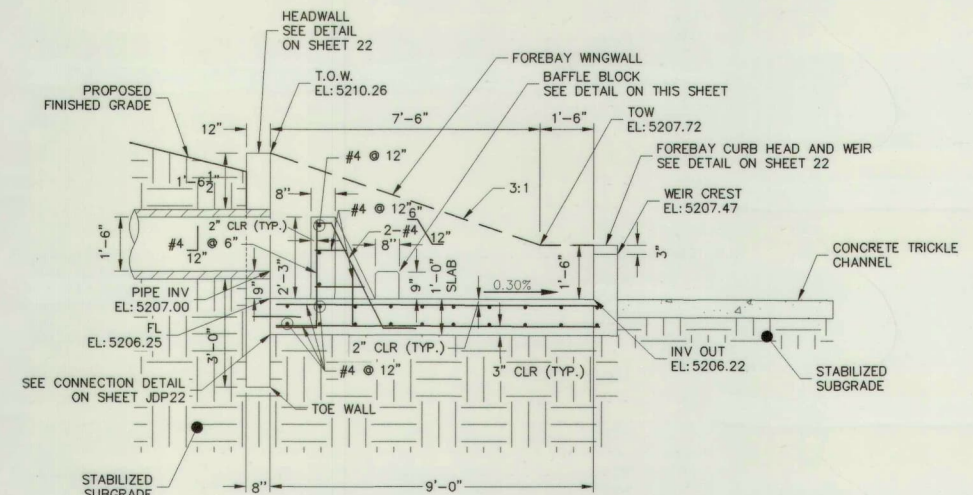 HEADWALL
SEE DETAIL
ON SHEET 22
T.O.W.
EL: 5210.26
PROPOSED
FINISHED GRADE
FOREBAY WINGWALL
BAFFLE BLOCK
SEE DETAIL ON THIS SHEET
TOW
EL: 5207.72
12"
7'-6"
1'-6"
FOREBAY CURB HEAD AND WEIR
SEE DETAIL ON SHEET 22
#4 @ 12"
3:1
WEIR CREST
EL: 5207.47
1'-6 1/2"
8"
#4 @ 12"
6"
2" CLR (TYP.)
2-#4
12"
1'-6"
#4 @ 6"
12"
8"
3"
CONCRETE TRICKLE
CHANNEL
2'-3"
9"
9"
1'-0"
SLAB
0.30%
1'-6"
PIPE INV
EL: 5207.00
FL
EL: 5206.25
9"
3'-0"
2" CLR (TYP.)
3" CLR (TYP.)
INV OUT
EL: 5206.22
STABILIZED
SUBGRADE
#4 @ 12"
SEE CONNECTION DETAIL
ON SHEET JDP22
TOE WALL
STABILIZED
SUBGRADE
8"
9'-0"